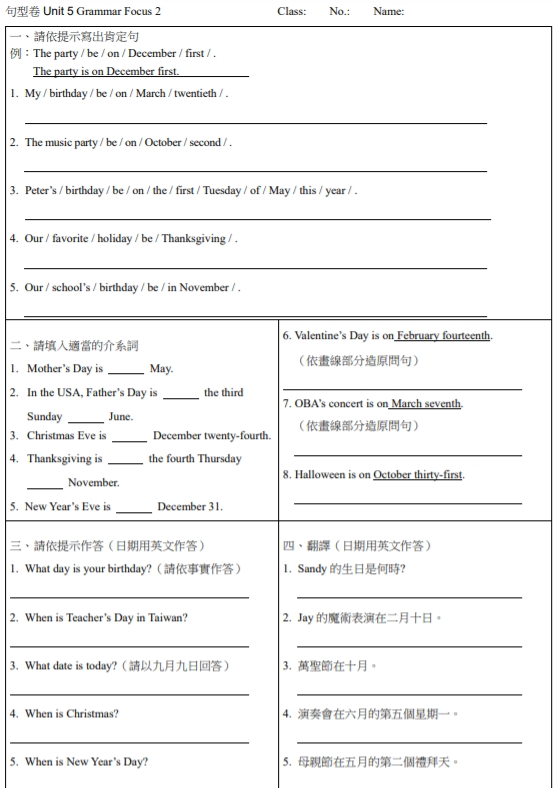 句型卷 Unit 5 Grammar Focus 2 Class: No.: Name:
一、請依提示寫出肯定句
例：The party / be / on / December / first / .
The party is on December first.
1. My / birthday / be / on / March / twentieth / .
2. The music party / be / on / October / second / .
3. Peter's / birthday / be / on / the / first / Tuesday / of / May / this / year / .
4. Our / favorite / holiday / be / Thanksgiving / .
5. Our / school's / birthday / be / in November / .
二、請填入適當的介系詞
1. Mother's Day is ______ May.
2. In the USA, Father's Day is ______ the third
Sunday ______ June.
3. Christmas Eve is ______ December twenty-fourth.
4. Thanksgiving is ______ the fourth Thursday
______ November.
5. New Year's Eve is ______ December 31.
6. Valentine's Day is on February fourteenth.
（依畫線部分造原問句）
7. OBA's concert is on March seventh.
（依畫線部分造原問句）
8. Halloween is on October thirty-first.
三、請依提示作答（日期用英文作答）
1. What day is your birthday?（請依事實作答）
2. When is Teacher's Day in Taiwan?
3. What date is today?（請以九月九日回答）
4. When is Christmas?
5. When is New Year's Day?
四、翻譯（日期用英文作答）
1. Sandy 的生日是何時?
2. Jay 的魔術表演在二月十日。
3. 萬聖節在十月。
4. 演奏會在六月的第五個星期一。
5. 母親節在五月的第二個禮拜天。